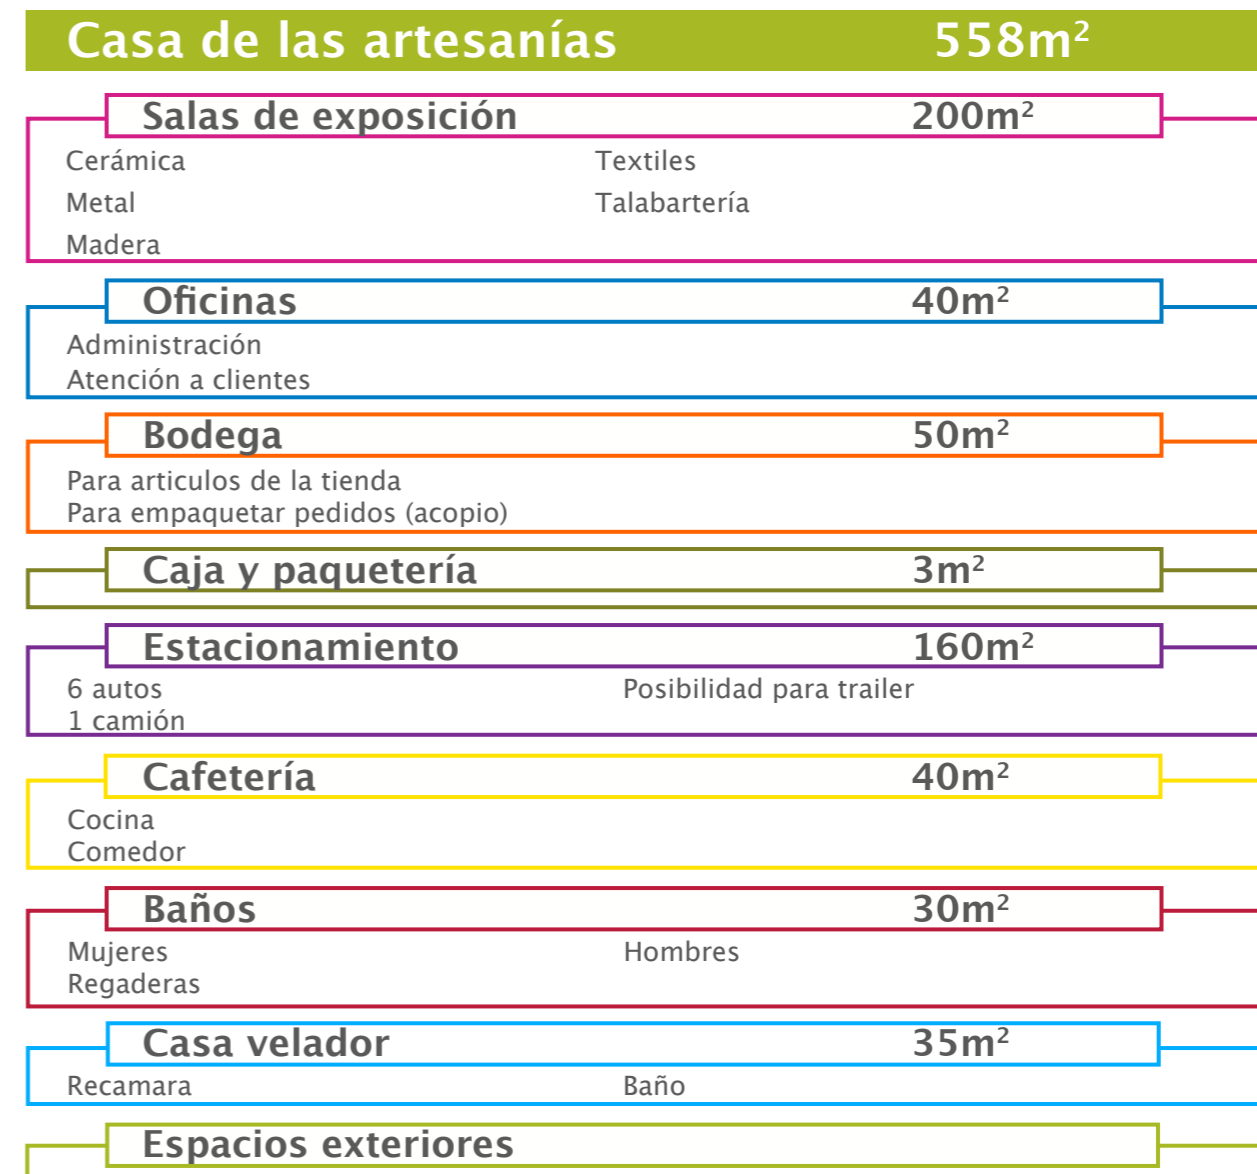 Casa de las artesanías 558m²
Salas de exposición 200m²
Cerámica Textiles
Metal Talabartería
Madera
Oficinas 40m²
Administración
Atención a clientes
Bodega 50m²
Para articulos de la tienda
Para empaquetar pedidos (acopio)
Caja y paquetería 3m²
Estacionamiento 160m²
6 autos Posibilidad para trailer
1 camión
Cafetería 40m²
Cocina
Comedor
Baños 30m²
Mujeres Hombres
Regaderas
Casa velador 35m²
Recamara Baño
Espacios exteriores